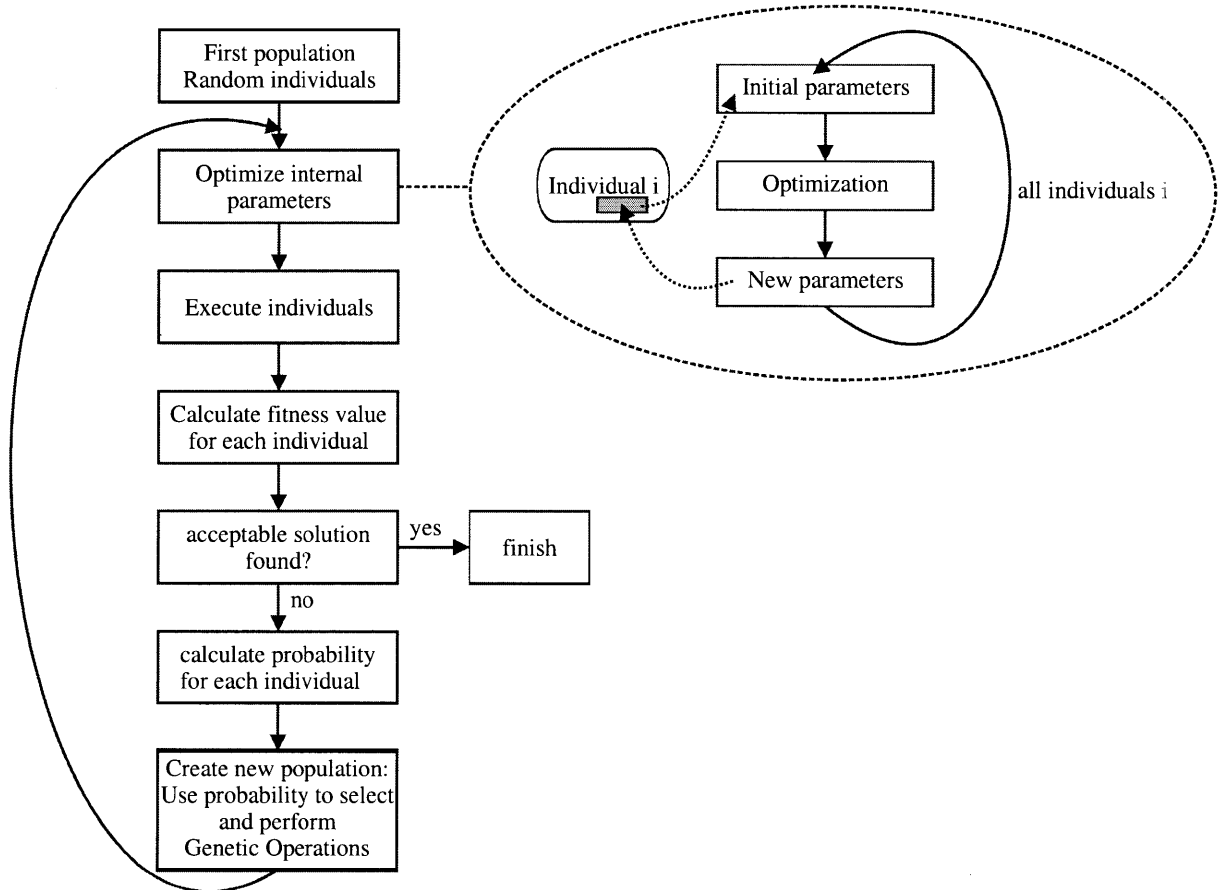 First population
Random individuals
Optimize internal
parameters
Execute individuals
Calculate fitness value
for each individual
acceptable solution
found?
yes
finish
no
calculate probability
for each individual
Create new population:
Use probability to select
and perform
Genetic Operations
Initial parameters
Individual i
Optimization
all individuals i
New parameters